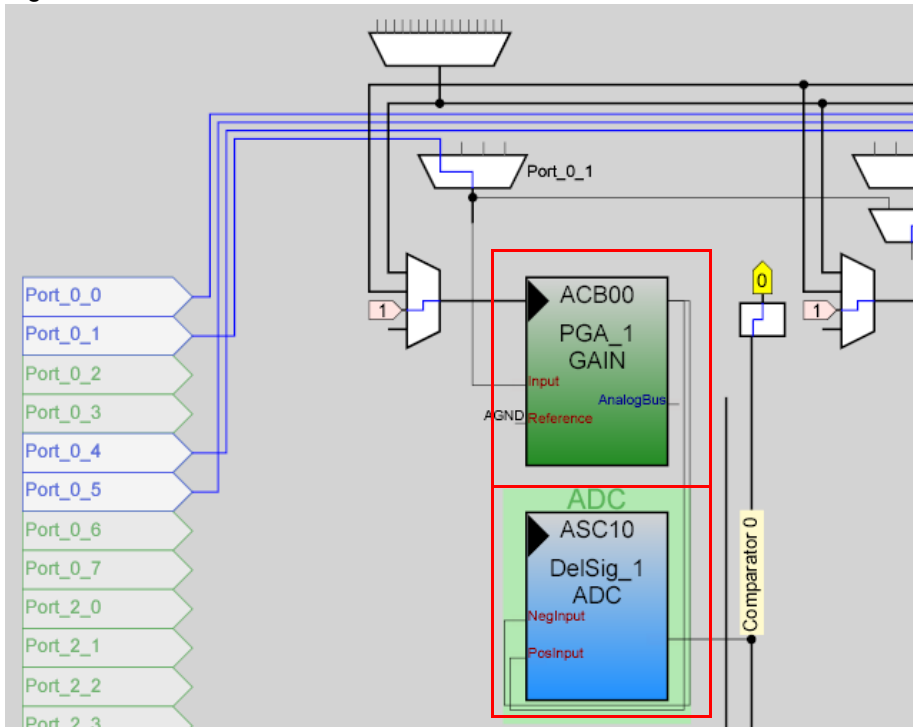 Port_0_1
Port_0_0
Port_0_1
Port_0_2
Port_0_3
Port_0_4
Port_0_5
Port_0_6
Port_0_7
Port_2_0
Port_2_1
Port_2_2
Port_2_3
1
ACB00
PGA_1
GAIN
Input
AnalogBus
AGND
Reference
ADC
ASC10
DelSig_1
ADC
NegInput
PosInput
0
Comparator 0
1